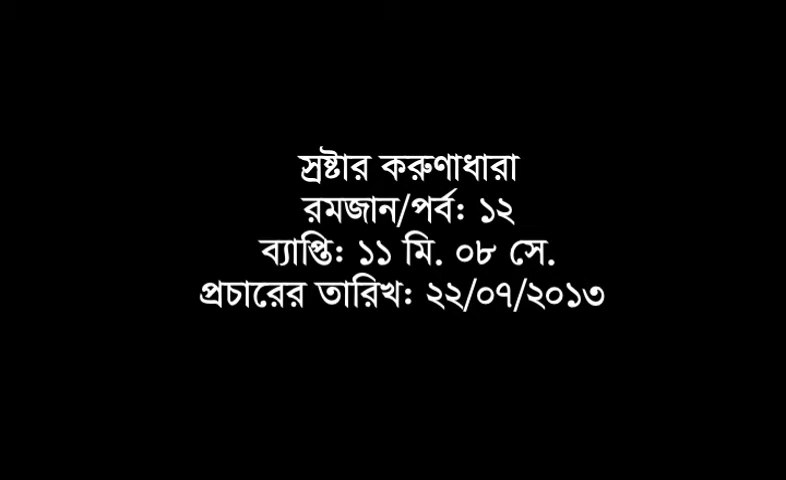 স্রষ্টার করুণাধারা
রমজান/পর্ব: ১২
ব্যাপ্তি: ১১ মি. ০৮ সে.
প্রচারের তারিখ: ২২/০৭/২০১৩